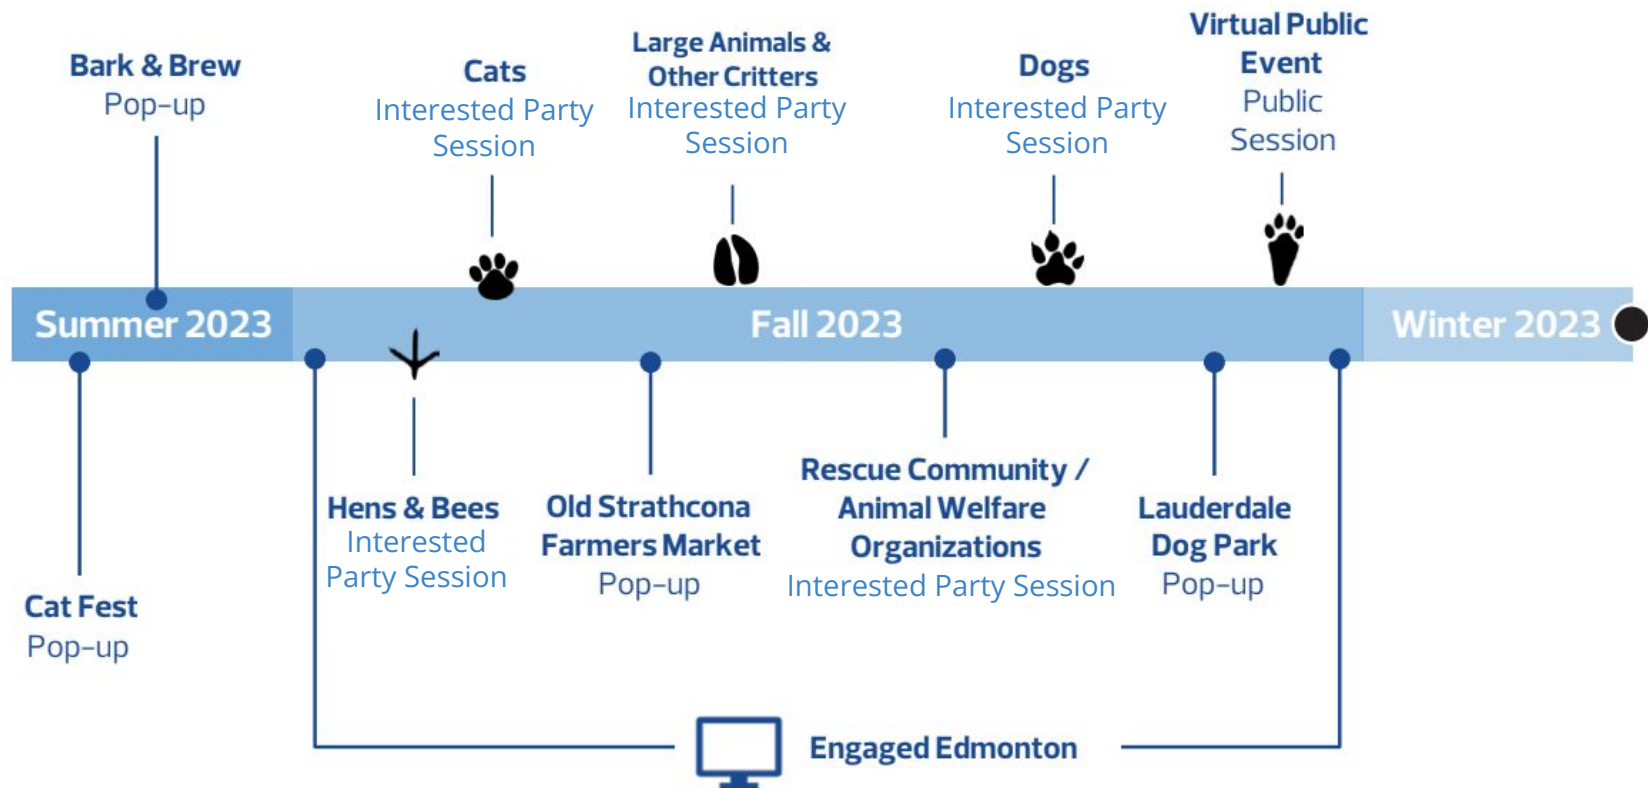 Bark & Brew
Pop-up
Cats
Interested Party
Session
Large Animals &
Other Critters
Interested Party
Session
Dogs
Interested Party
Session
Virtual Public
Event
Public
Session
Summer 2023
Fall 2023
Winter 2023
Cat Fest
Pop-up
Hens & Bees
Interested
Party Session
Old Strathcona
Farmers Market
Pop-up
Rescue Community /
Animal Welfare
Organizations
Interested Party Session
Lauderdale
Dog Park
Pop-up
Engaged Edmonton